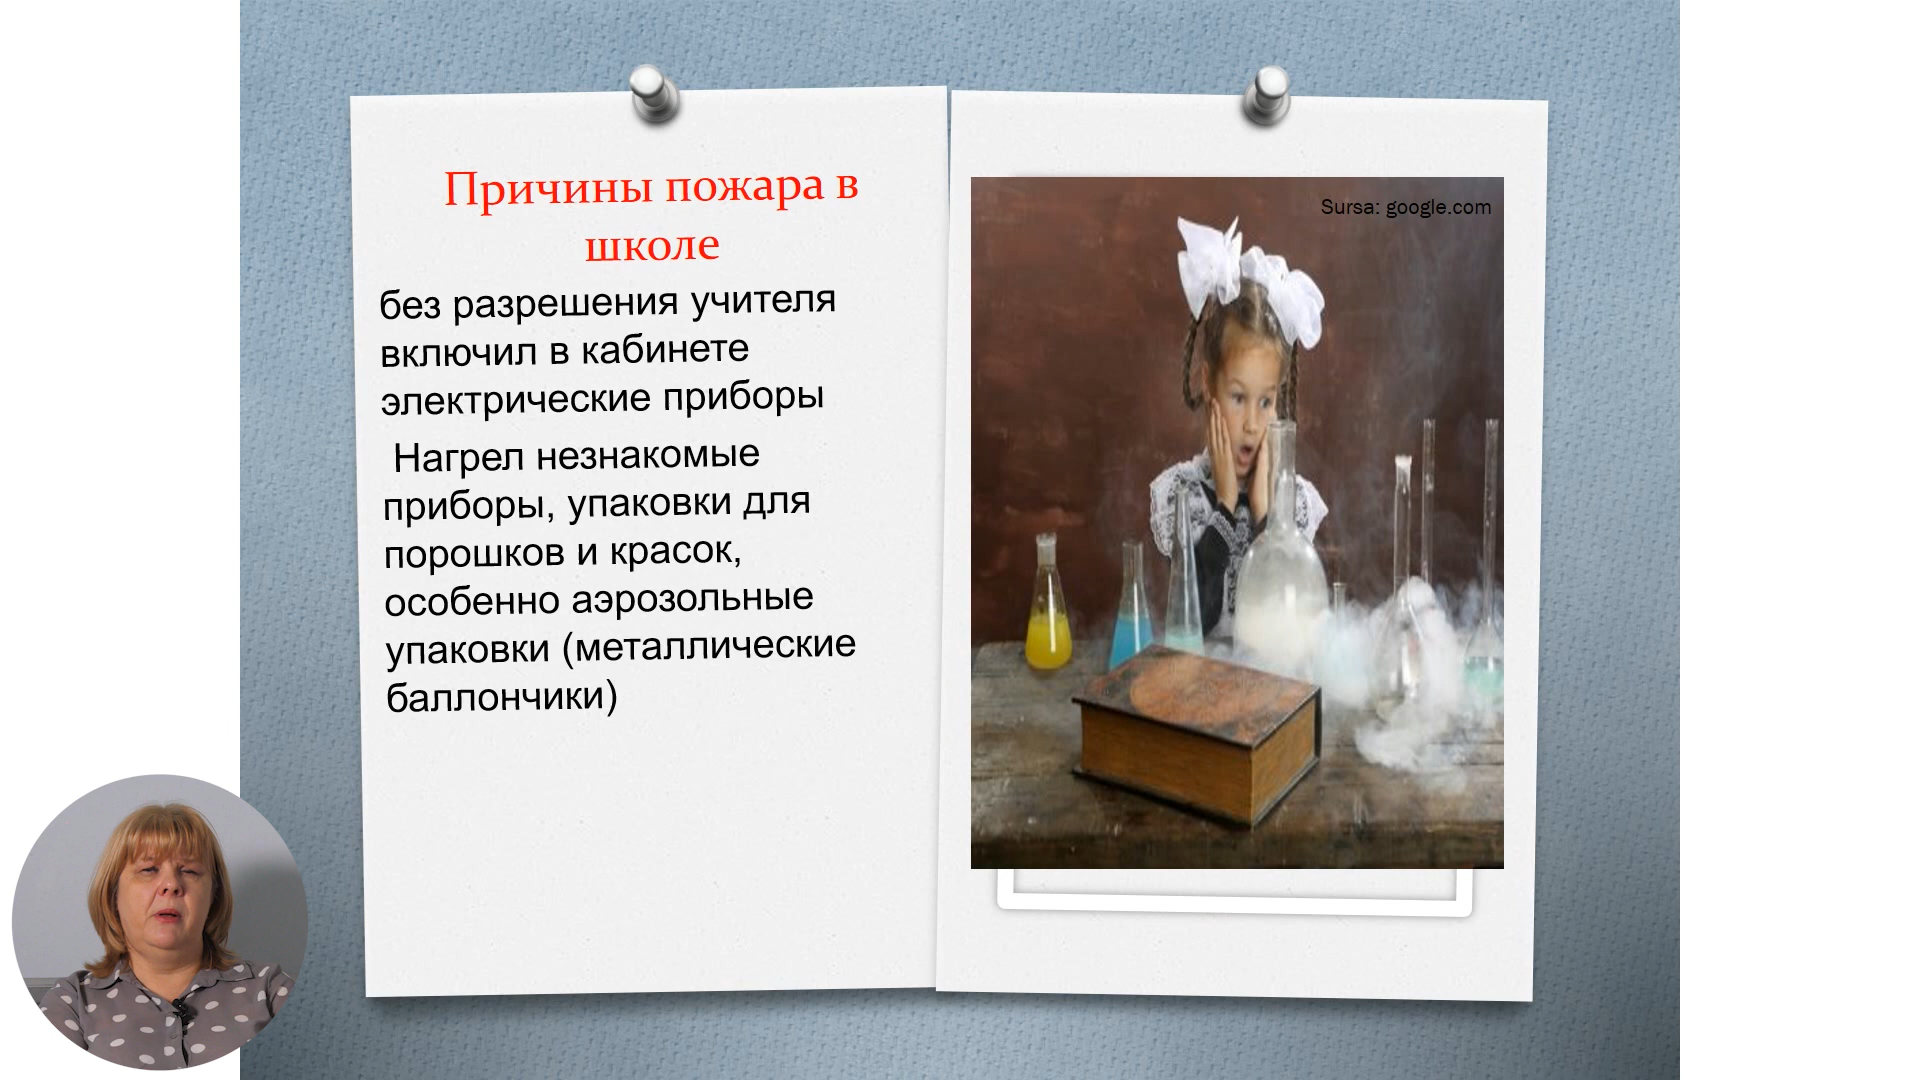 Причины пожара в
школе
без разрешения учителя
включил в кабинете
электрические приборы
Нагрел незнакомые
приборы, упаковки для
порошков и красок,
особенно аэрозольные
упаковки (металлические
баллончики)
Sursa: google.com